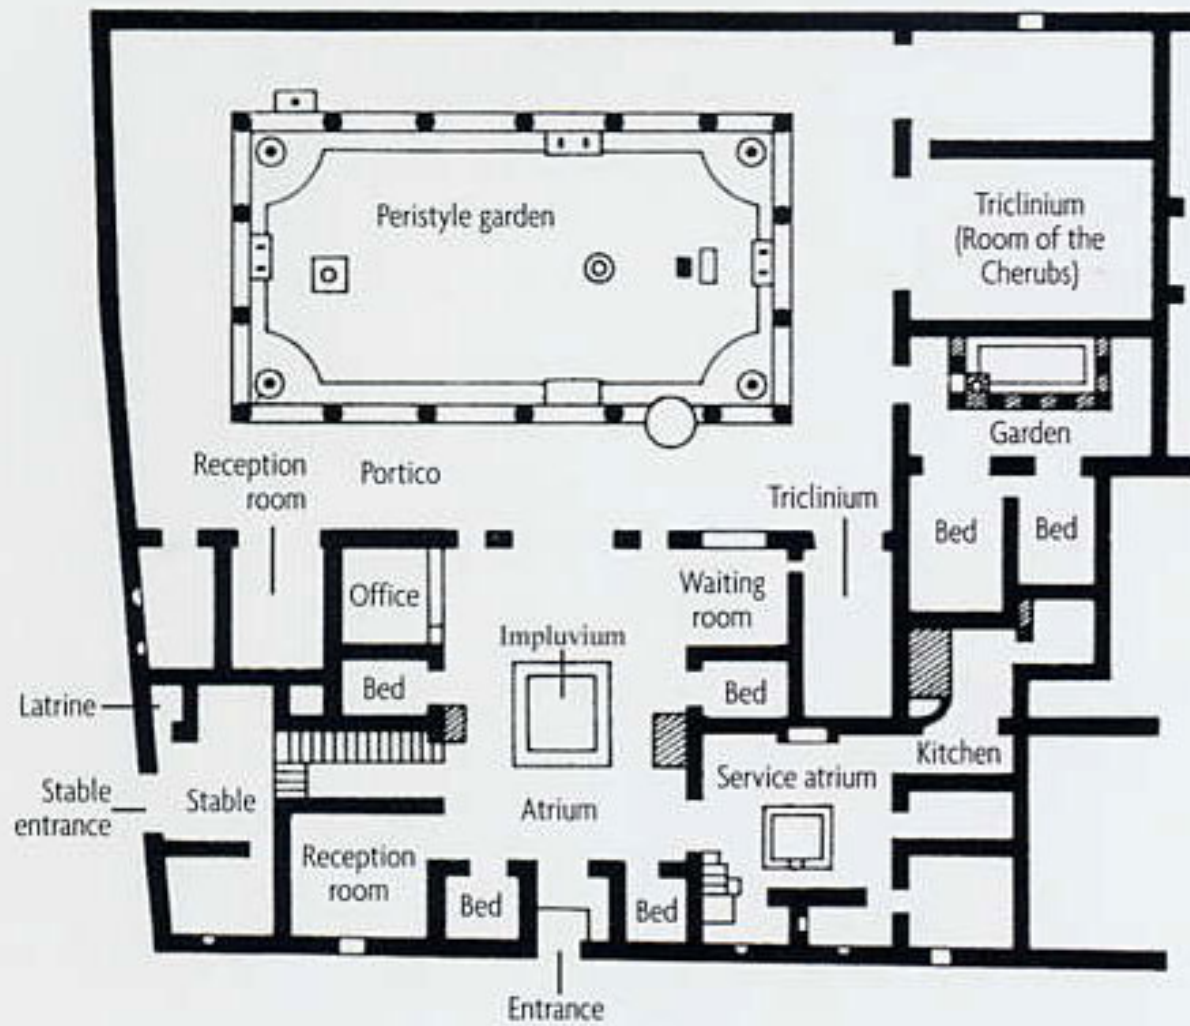 Peristyle garden
Triclinium
(Room of the
Cherubs)
Garden
Reception
room
Portico
Triclinium
Bed
Bed
Office
Waiting
room
Impluvium
Bed
Bed
Latrine
Kitchen
Service atrium
Stable
entrance
Stable
Atrium
Reception
room
Bed
Bed
Entrance